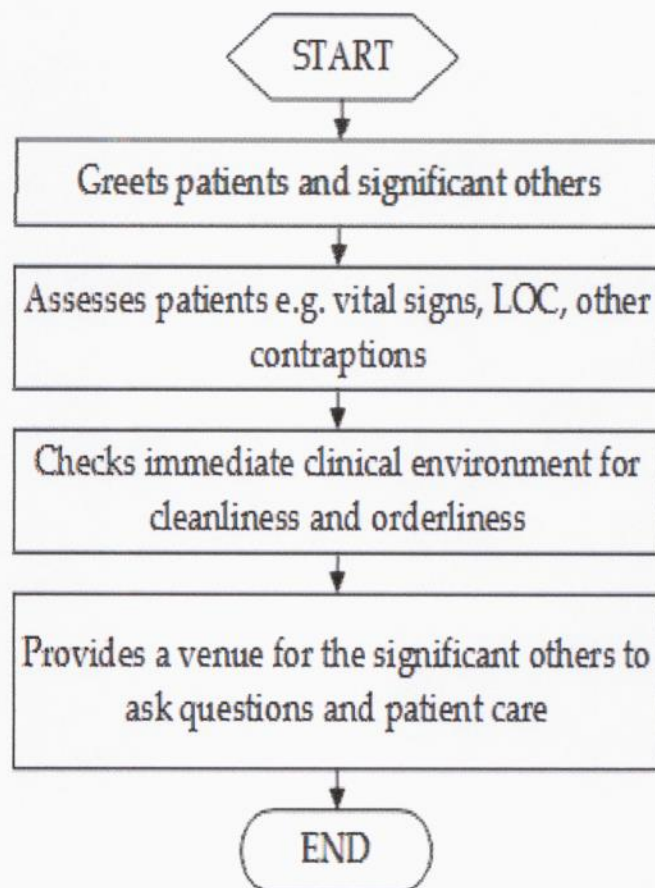 START
Greets patients and significant others
Assesses patients e.g. vital signs, LOC, other
contraptions
Checks immediate clinical environment for
cleanliness and orderliness
Provides a venue for the significant others to
ask questions and patient care
END